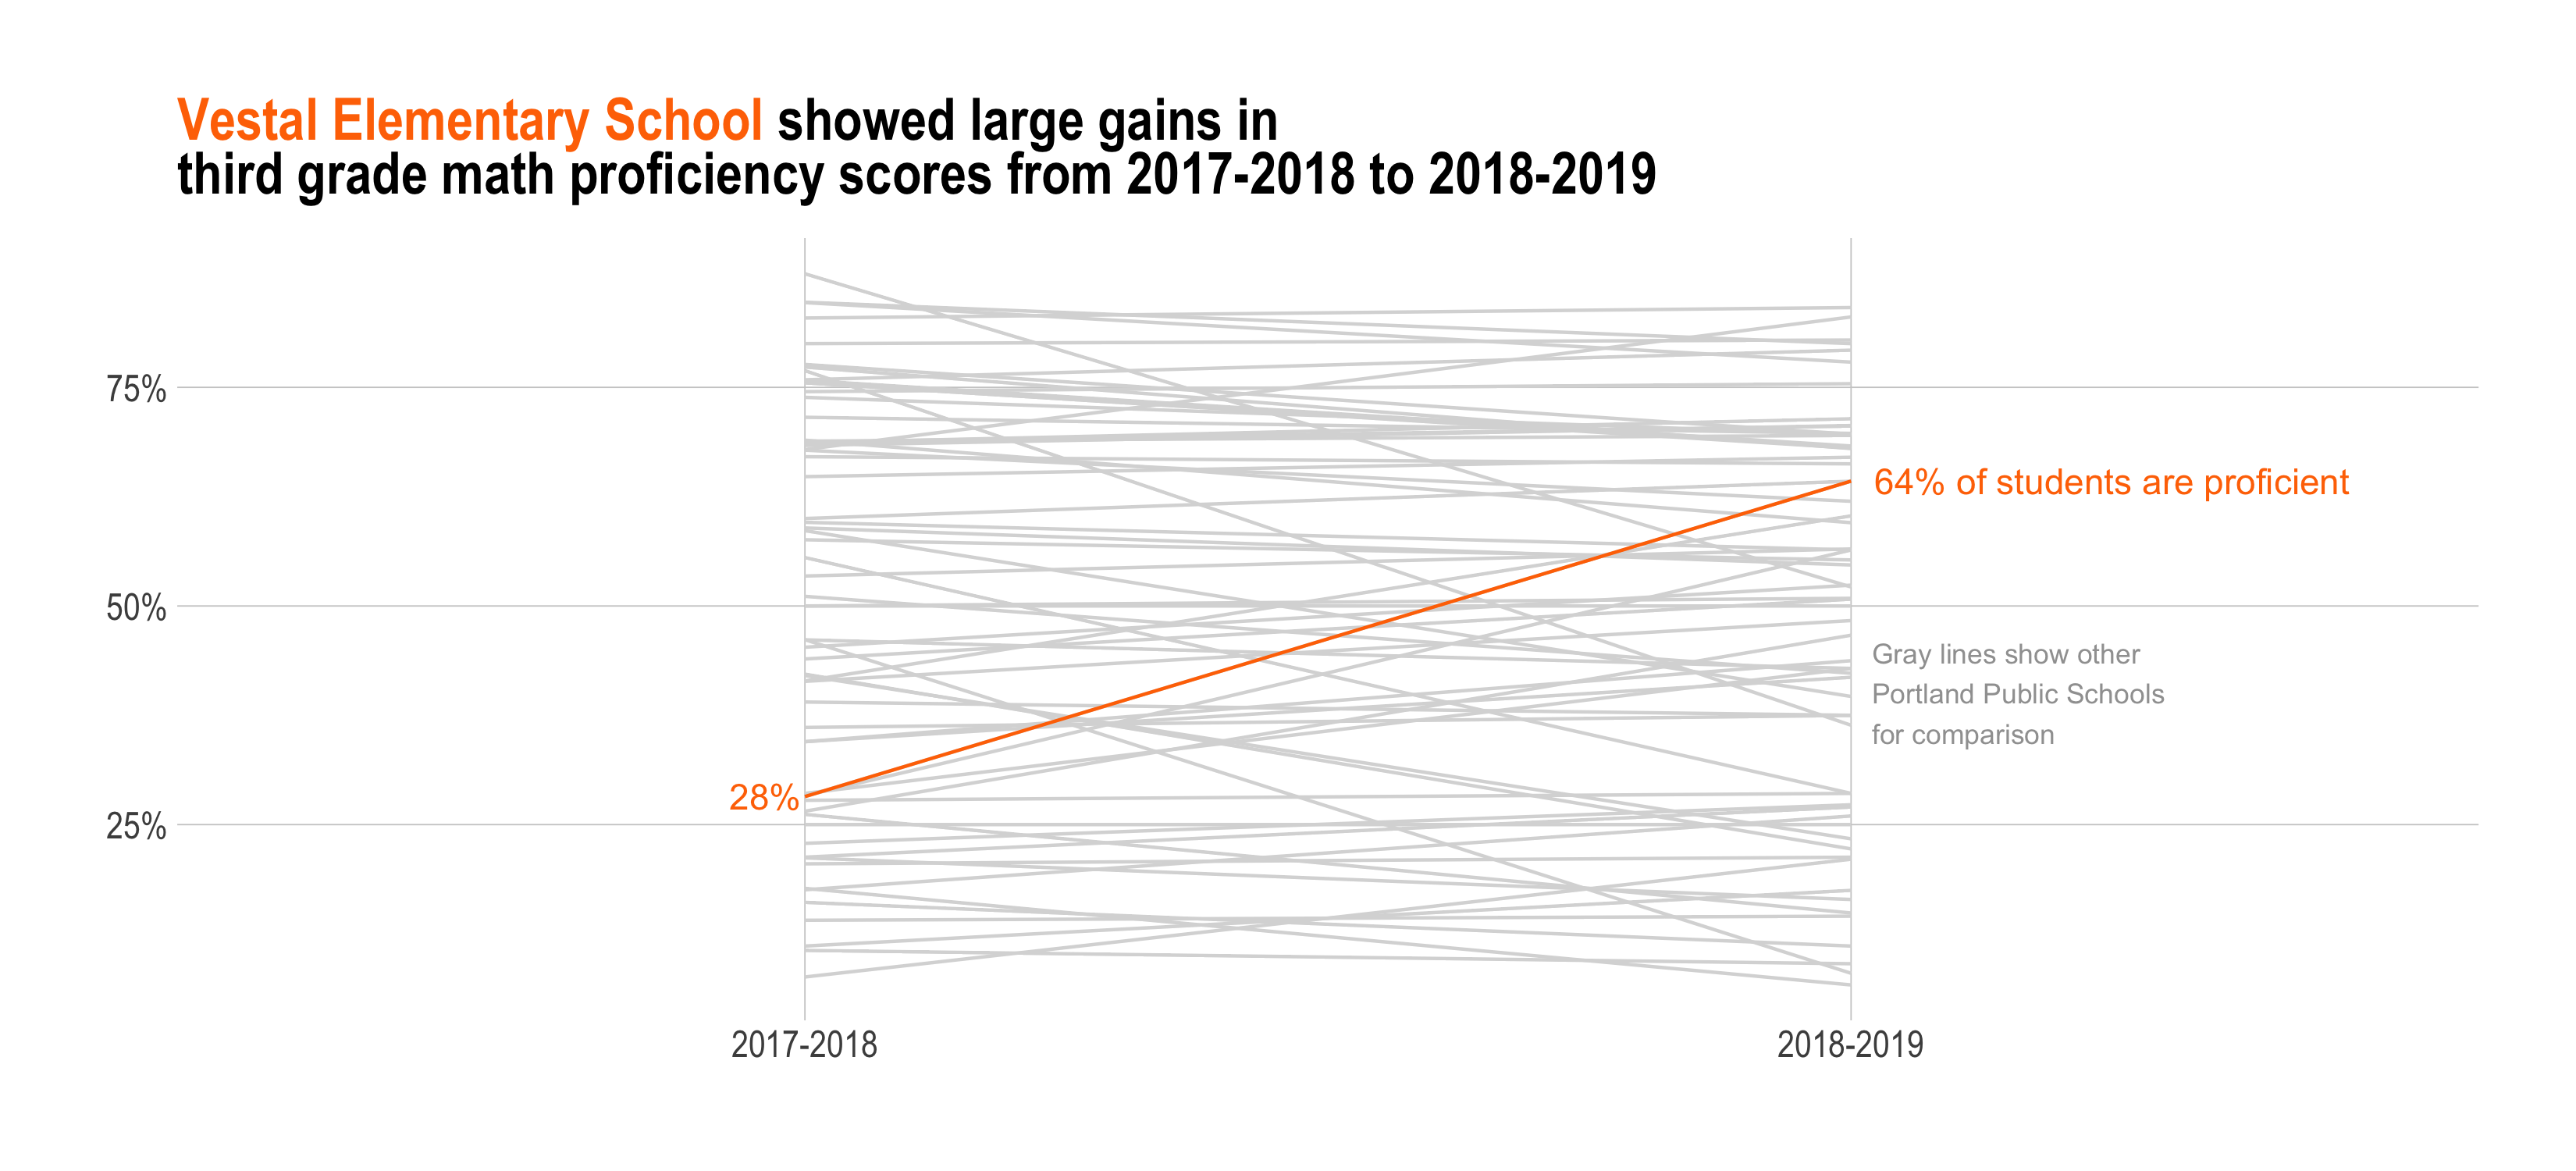 Vestal Elementary School showed large gains in
third grade math proficiency scores from 2017-2018 to 2018-2019
75%
64% of students are proficient
50%
Gray lines show other
Portland Public Schools
for comparison
28%
25%
2017-2018
2018-2019